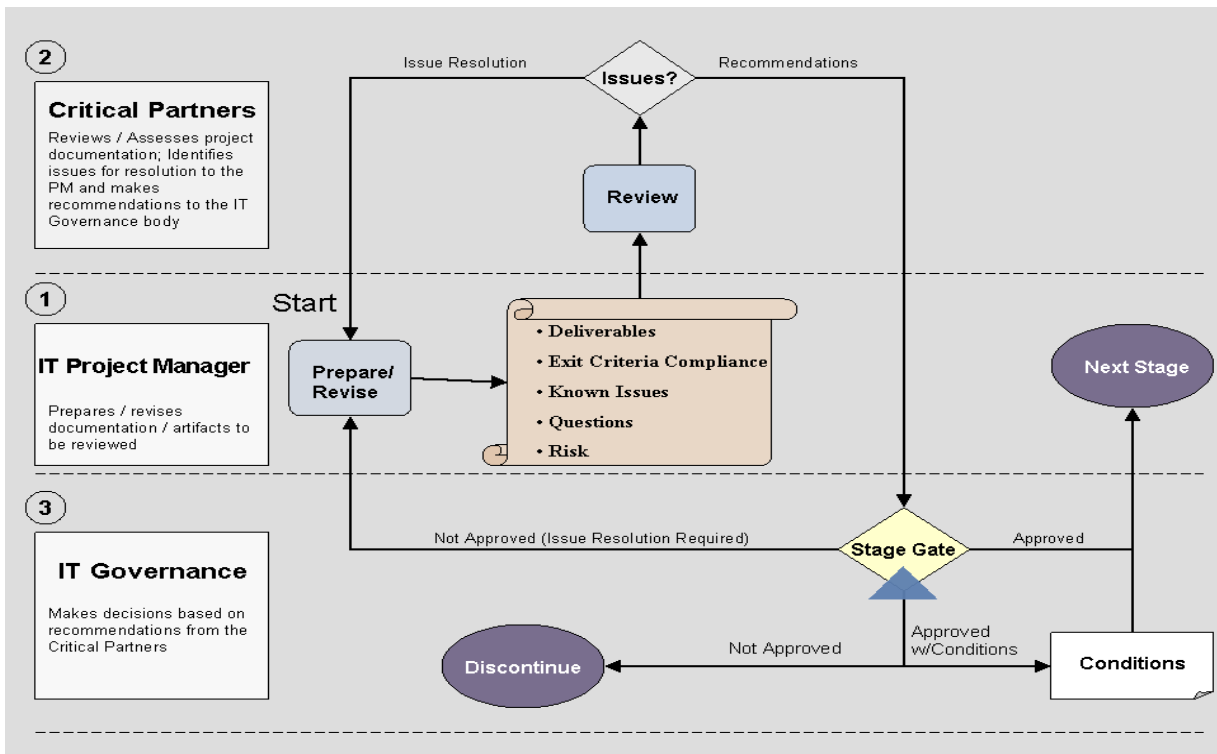 2
Critical Partners
Reviews / Assesses project
documentation; Identifies
issues for resolution to the
PM and makes
recommendations to the IT
Governance body
Issue Resolution
Issues?
Recommendations
Review
1
IT Project Manager
Prepares / revises
documentation / artifacts to
be reviewed
Start
Prepare/
Revise
• Deliverables
• Exit Criteria Compliance
• Known Issues
• Questions
• Risk
Next Stage
3
IT Governance
Makes decisions based on
recommendations from the
Critical Partners
Not Approved (Issue Resolution Required)
Stage Gate
Approved
Discontinue
Not Approved
Approved
w/Conditions
Conditions